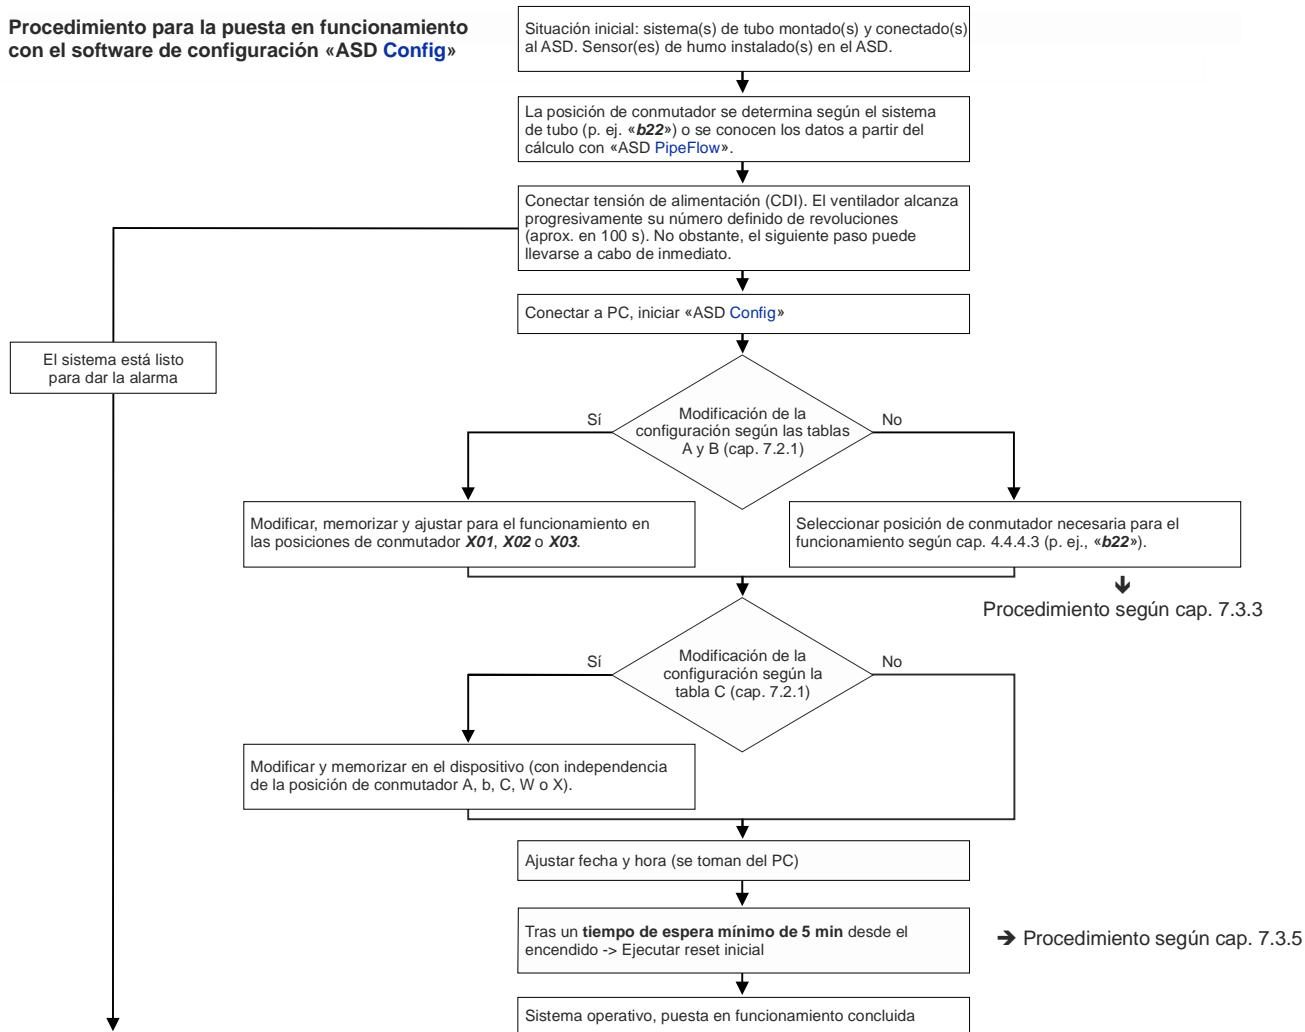 Procedimiento para la puesta en funcionamiento
con el software de configuración «ASD Config»
Situación inicial: sistema(s) de tubo montado(s) y conectado(s)
al ASD. Sensor(es) de humo instalado(s) en el ASD.
La posición de conmutador se determina según el sistema
de tubo (p. ej. «b22») o se conocen los datos a partir del
cálculo con «ASD PipeFlow».
Conectar tensión de alimentación (CDI). El ventilador alcanza
progresivamente su número definido de revoluciones
(aprox. en 100 s). No obstante, el siguiente paso puede
llevarse a cabo de inmediato.
Conectar a PC, iniciar «ASD Config»
El sistema está listo
para dar la alarma
Sí
Modificación de la
configuración según las tablas
A y B (cap. 7.2.1)
No
Modificar, memorizar y ajustar para el funcionamiento en
las posiciones de conmutador X01, X02 o X03.
Seleccionar posición de conmutador necesaria para el
funcionamiento según cap. 4.4.4.3 (p. ej., «b22»).
Procedimiento según cap. 7.3.3
Sí
Modificación de la
configuración según la
tabla C (cap. 7.2.1)
No
Modificar y memorizar en el dispositivo (con independencia
de la posición de conmutador A, b, C, W o X).
Ajustar fecha y hora (se toman del PC)
Tras un tiempo de espera mínimo de 5 min desde el
encendido -> Ejecutar reset inicial
➔ Procedimiento según cap. 7.3.5
Sistema operativo, puesta en funcionamiento concluida